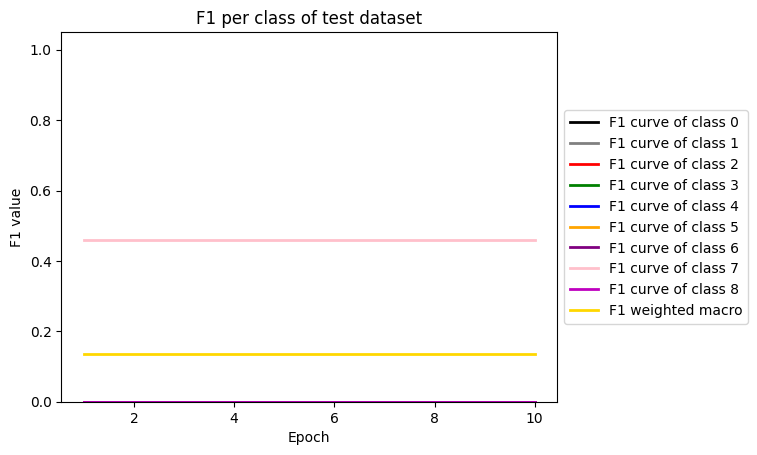 F1 per class of test dataset
F1 value
1.0
0.8
0.6
0.4
0.2
0.0
2
4
6
8
10
Epoch
F1 curve of class 0
F1 curve of class 1
F1 curve of class 2
F1 curve of class 3
F1 curve of class 4
F1 curve of class 5
F1 curve of class 6
F1 curve of class 7
F1 curve of class 8
F1 weighted macro